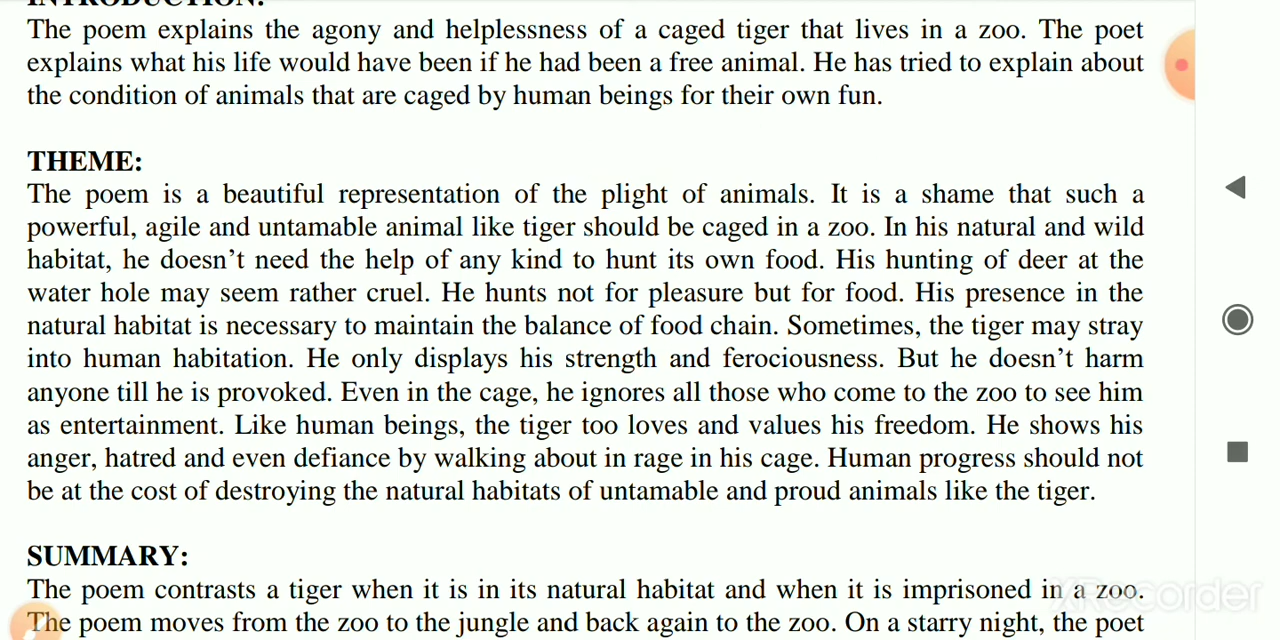 INTRODUCTION:
The poem explains the agony and helplessness of a caged tiger that lives in a zoo. The poet
explains what his life would have been if he had been a free animal. He has tried to explain about
the condition of animals that are caged by human beings for their own fun.
THEME:
The poem is a beautiful representation of the plight of animals. It is a shame that such a
powerful, agile and untamable animal like tiger should be caged in a zoo. In his natural and wild
habitat, he doesn’t need the help of any kind to hunt its own food. His hunting of deer at the
water hole may seem rather cruel. He hunts not for pleasure but for food. His presence in the
natural habitat is necessary to maintain the balance of food chain. Sometimes, the tiger may stray
into human habitation. He only displays his strength and ferociousness. But he doesn’t harm
anyone till he is provoked. Even in the cage, he ignores all those who come to the zoo to see him
as entertainment. Like human beings, the tiger too loves and values his freedom. He shows his
anger, hatred and even defiance by walking about in rage in his cage. Human progress should not
be at the cost of destroying the natural habitats of untamable and proud animals like the tiger.
SUMMARY:
The poem contrasts a tiger when it is in its natural habitat and when it is imprisoned in a zoo.
The poem moves from the zoo to the jungle and back again to the zoo. On a starry night, the poet
XRecorder